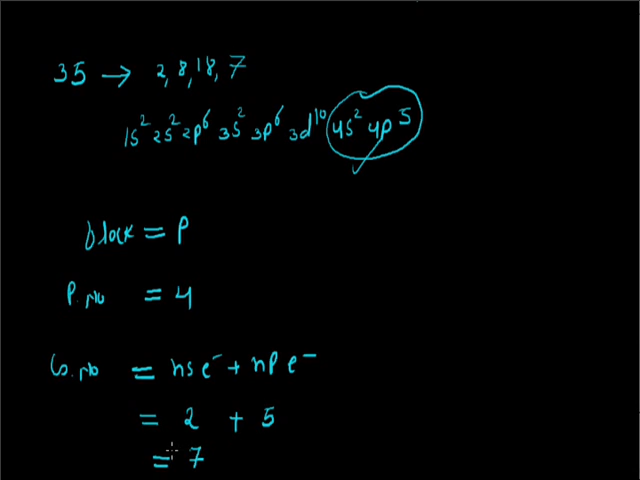 35 → 2, 8, 18, 7
1s² 2s² 2p⁶ 3s² 3p⁶ 3d¹⁰ 4s² 4p⁵
block = P
P. No = 4
G. No = ns e⁻ + np e⁻
= 2 + 5
= 7